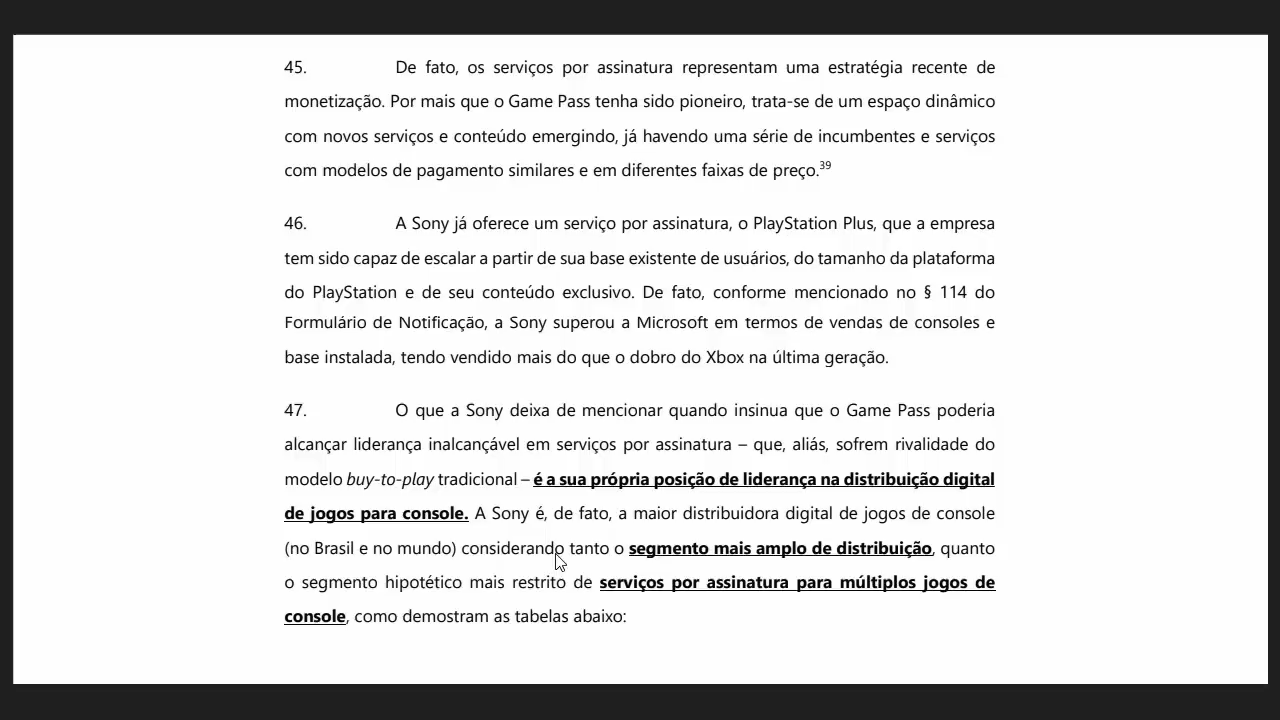 45. De fato, os serviços por assinatura representam uma estratégia recente de
monetização. Por mais que o Game Pass tenha sido pioneiro, trata-se de um espaço dinâmico
com novos serviços e conteúdo emergindo, já havendo uma série de incumbentes e serviços
com modelos de pagamento similares e em diferentes faixas de preço.39
46. A Sony já oferece um serviço por assinatura, o PlayStation Plus, que a empresa
tem sido capaz de escalar a partir de sua base existente de usuários, do tamanho da plataforma
do PlayStation e de seu conteúdo exclusivo. De fato, conforme mencionado no § 114 do
Formulário de Notificação, a Sony superou a Microsoft em termos de vendas de consoles e
base instalada, tendo vendido mais do que o dobro do Xbox na última geração.
47. O que a Sony deixa de mencionar quando insinua que o Game Pass poderia
alcançar liderança inalcançável em serviços por assinatura – que, aliás, sofrem rivalidade do
modelo buy-to-play tradicional – é a sua própria posição de liderança na distribuição digital
de jogos para console. A Sony é, de fato, a maior distribuidora digital de jogos de console
(no Brasil e no mundo) considerando tanto o segmento mais amplo de distribuição, quanto
o segmento hipotético mais restrito de serviços por assinatura para múltiplos jogos de
console, como demostram as tabelas abaixo: